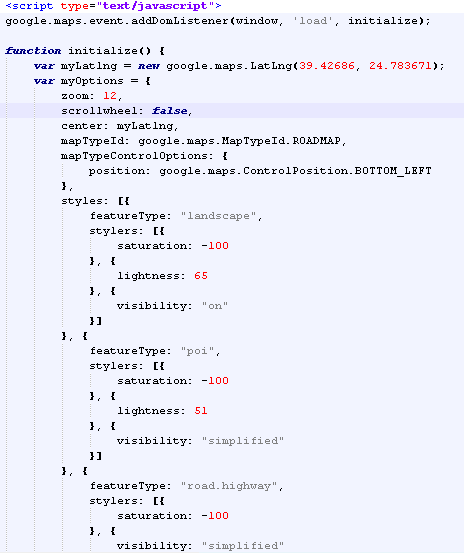 <script type="text/javascript">
google.maps.event.addDomListener(window, 'load', initialize);

function initialize() {
    var myLatlng = new google.maps.LatLng(39.42686, 24.783671);
    var myOptions = {
        zoom: 12,
        scrollwheel: false,
        center: myLatlng,
        mapTypeId: google.maps.MapTypeId.ROADMAP,
        mapTypeControlOptions: {
            position: google.maps.ControlPosition.BOTTOM_LEFT
        },
        styles: [{
            featureType: "landscape",
            stylers: [{
                saturation: -100
            }, {
                lightness: 65
            }, {
                visibility: "on"
            }]
        }, {
            featureType: "poi",
            stylers: [{
                saturation: -100
            }, {
                lightness: 51
            }, {
                visibility: "simplified"
            }]
        }, {
            featureType: "road.highway",
            stylers: [{
                saturation: -100
            }, {
                visibility: "simplified"